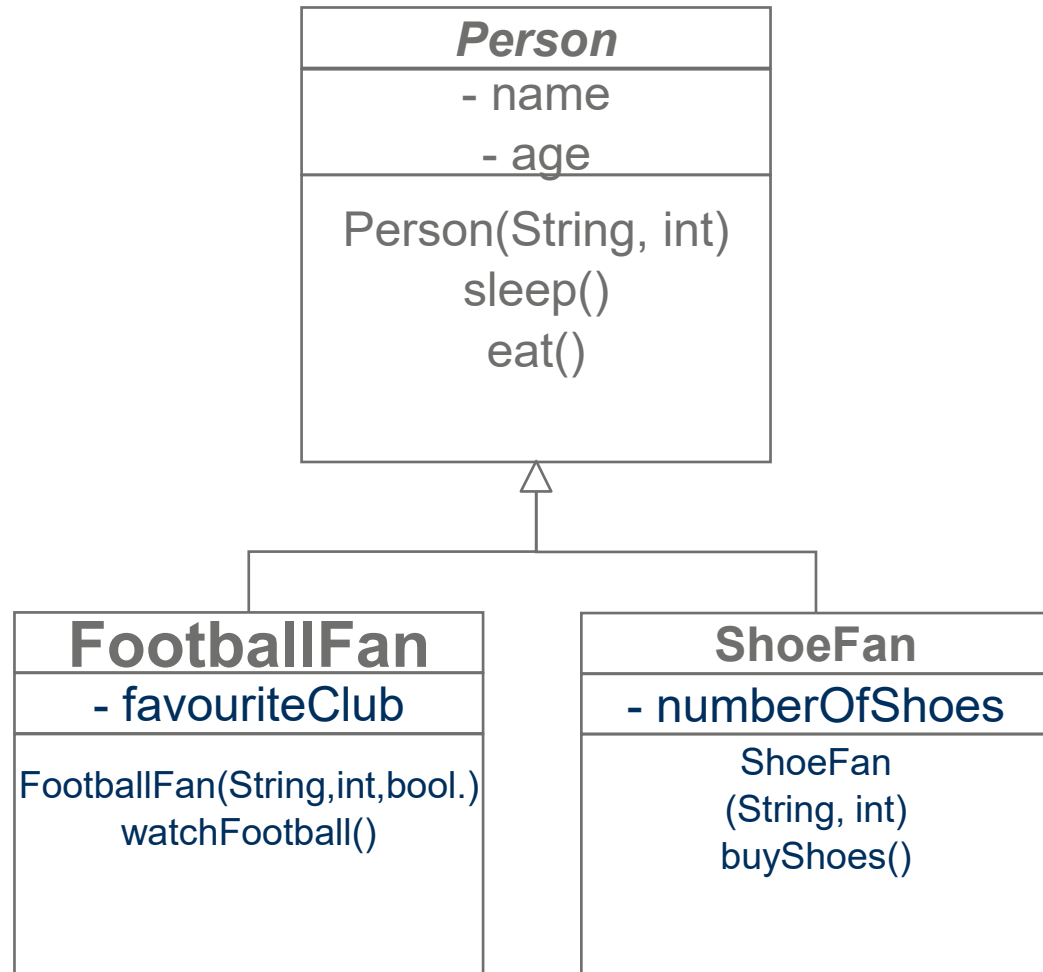 Person
- name
- age
Person(String, int)
sleep()
eat()
FootballFan
- favouriteClub
FootballFan(String,int,bool.)
watchFootball()
ShoeFan
- numberOfShoes
ShoeFan
(String, int)
buyShoes()